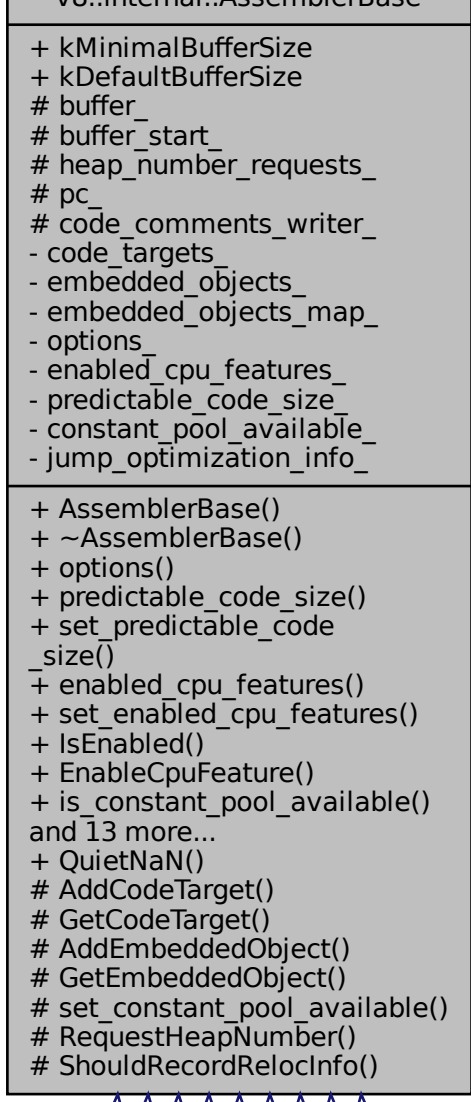 v8::internal::AssemblerBase
+ kMinimalBufferSize
+ kDefaultBufferSize
# buffer_
# buffer_start_
# heap_number_requests_
# pc_
# code_comments_writer_
- code_targets_
- embedded_objects_
- embedded_objects_map_
- options_
- enabled_cpu_features_
- predictable_code_size_
- constant_pool_available_
- jump_optimization_info_
+ AssemblerBase()
+ ~AssemblerBase()
+ options()
+ predictable_code_size()
+ set_predictable_code
_size()
+ enabled_cpu_features()
+ set_enabled_cpu_features()
+ IsEnabled()
+ EnableCpuFeature()
+ is_constant_pool_available()
and 13 more...
+ QuietNaN()
# AddCodeTarget()
# GetCodeTarget()
# AddEmbeddedObject()
# GetEmbeddedObject()
# set_constant_pool_available()
# RequestHeapNumber()
# ShouldRecordRelocInfo()